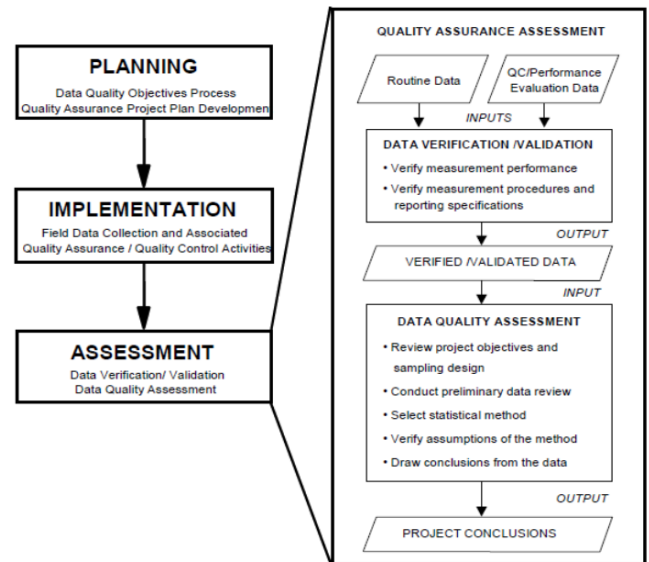 PLANNING
Data Quality Objectives Process
Quality Assurance Project Plan Developmen
IMPLEMENTATION
Field Data Collection and Associated
Quality Assurance / Quality Control Activities
ASSESSMENT
Data Verification/ Validation
Data Quality Assessment
QUALITY ASSURANCE ASSESSMENT
Routine Data
QC/Performance
Evaluation Data
INPUTS
DATA VERIFICATION /VALIDATION
• Verify measurement performance
• Verify measurement procedures and
reporting specifications
OUTPUT
VERIFIED /VALIDATED DATA
INPUT
DATA QUALITY ASSESSMENT
• Review project objectives and
sampling design
• Conduct preliminary data review
• Select statistical method
• Verify assumptions of the method
• Draw conclusions from the data
OUTPUT
PROJECT CONCLUSIONS